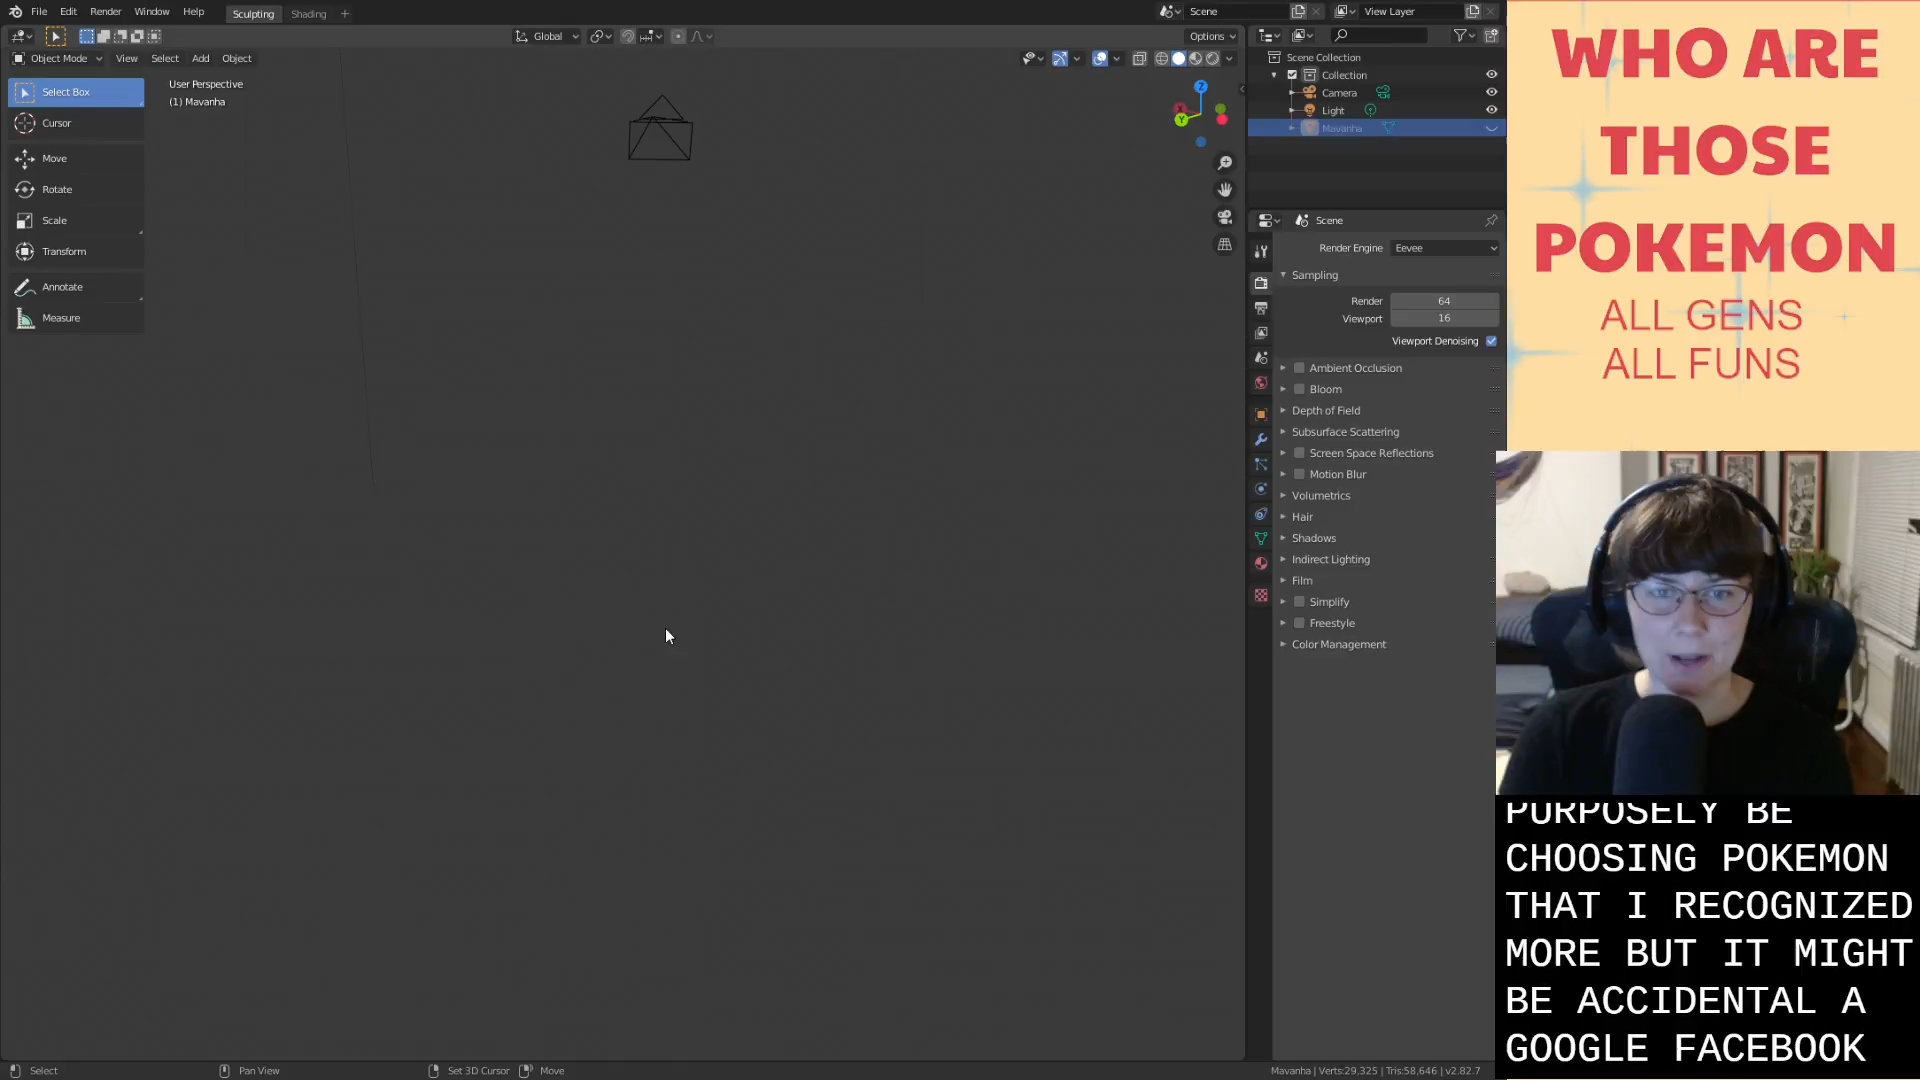 File Edit Render Window Help Sculpting Shading + Scene View Layer
Global Options
Object Mode View Select Add Object
Select Box
Cursor
Move
Rotate
Scale
Transform
Annotate
Measure
User Perspective
(1) Mavanha
Z
Y
Scene Collection
Collection
Camera
Light
Mavanha
Scene
Render Engine Eevee
Sampling
Render 64
Viewport 16
Viewport Denoising
Ambient Occlusion
Bloom
Depth of Field
Subsurface Scattering
Screen Space Reflections
Motion Blur
Volumetrics
Hair
Shadows
Indirect Lighting
Film
Simplify
Freestyle
Color Management
WHO ARE
THOSE
POKEMON
ALL GENS
ALL FUNS
PURPOSELY BE
CHOOSING POKEMON
THAT I RECOGNIZED
MORE BUT IT MIGHT
BE ACCIDENTAL A
GOOGLE FACEBOOK
Select Pan View Set 3D Cursor Move Mavanha | Verts:29,325 | Tris:58,646 | v2.82.7